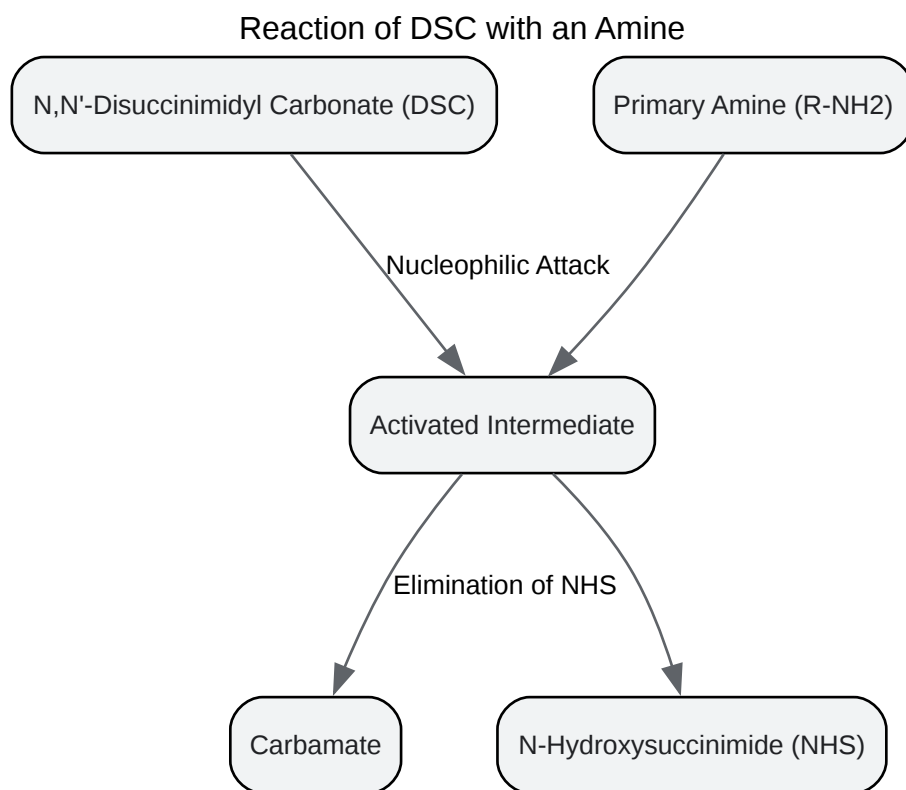 Reaction of DSC with an Amine
N,N'-Disuccinimidyl Carbonate (DSC)
Primary Amine (R-NH2)
Nucleophilic Attack
Activated Intermediate
Elimination of NHS
Carbamate
N-Hydroxysuccinimide (NHS)